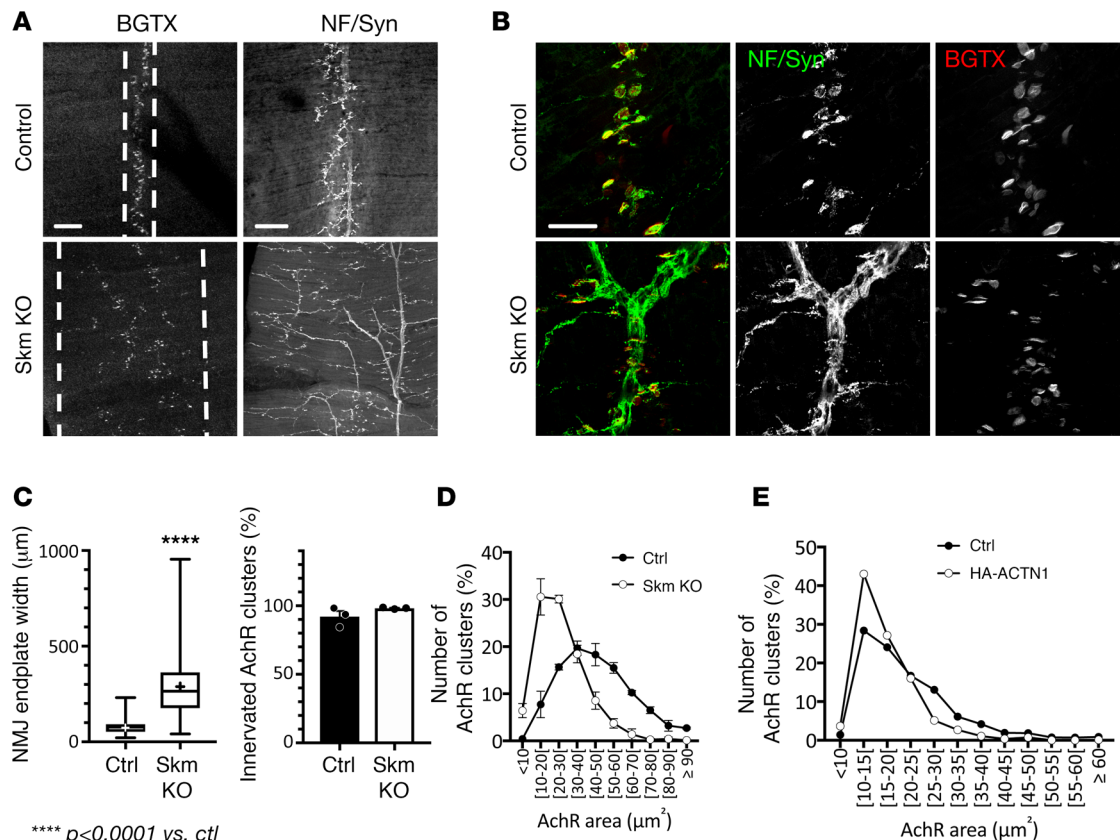 A
BGTX
NF/Syn
Control
Skm KO
B
NF/Syn
BGTX
Control
Skm KO
C
NMJ endplate width (μm)
1000
500
0
****
Ctrl
Skm
KO
**** p<0.0001 vs. ctl
Innervated AchR clusters (%)
100
50
0
Ctrl
Skm
KO
D
Number of
AchR clusters (%)
40
30
20
10
0
Ctrl
Skm KO
<10
[10-20[
[20-30[
[30-40[
[40-50[
[50-60[
[60-70[
[70-80[
[80-90[
≥ 90
AchR area (μm²)
E
Number of
AchR clusters (%)
50
40
30
20
10
0
Ctrl
HA-ACTN1
<10
[10-15[
[15-20[
[20-25[
[25-30[
[30-35[
[35-40[
[40-45[
[45-50[
[50-55[
[55-60[
≥ 60
AchR area (μm²)